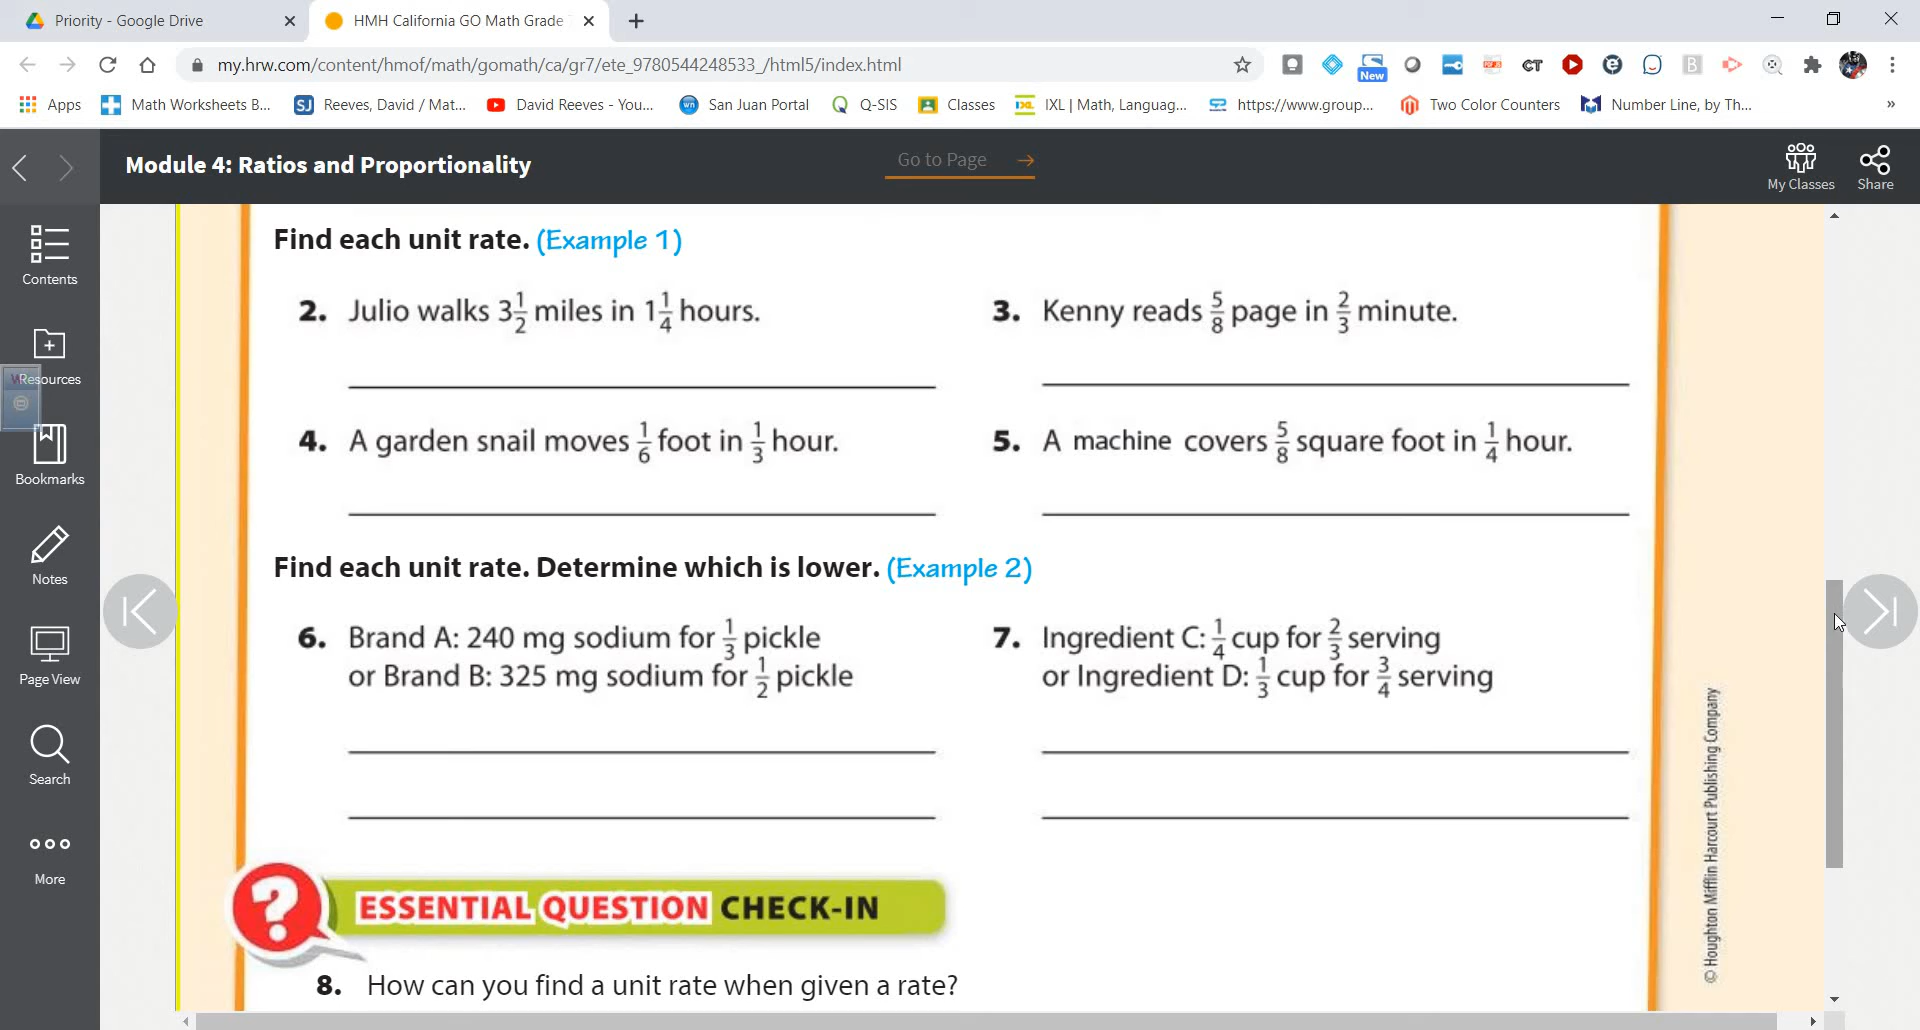 Priority - Google Drive
HMH California GO Math Grade
my.hrw.com/content/hmof/math/gomath/ca/gr7/ete_9780544248533_/html5/index.html
New
CT
B
Apps
Math Worksheets B...
SJ
Reeves, David / Mat...
David Reeves - You...
wn
San Juan Portal
Q-SIS
Classes
IXL | Math, Languag...
https://www.group...
Two Color Counters
Number Line, by Th...
»
Module 4: Ratios and Proportionality
Go to Page →
My Classes
Share
Contents
Resources
Bookmarks
Notes
Page View
Search
More
Find each unit rate. (Example 1)
2. Julio walks 3 1/2 miles in 1 1/4 hours.
3. Kenny reads 5/8 page in 2/3 minute.
4. A garden snail moves 1/6 foot in 1/3 hour.
5. A machine covers 5/8 square foot in 1/4 hour.
Find each unit rate. Determine which is lower. (Example 2)
6. Brand A: 240 mg sodium for 1/3 pickle
or Brand B: 325 mg sodium for 1/2 pickle
7. Ingredient C: 1/4 cup for 2/3 serving
or Ingredient D: 1/3 cup for 3/4 serving
? ESSENTIAL QUESTION CHECK-IN
8. How can you find a unit rate when given a rate?
© Houghton Mifflin Harcourt Publishing Company